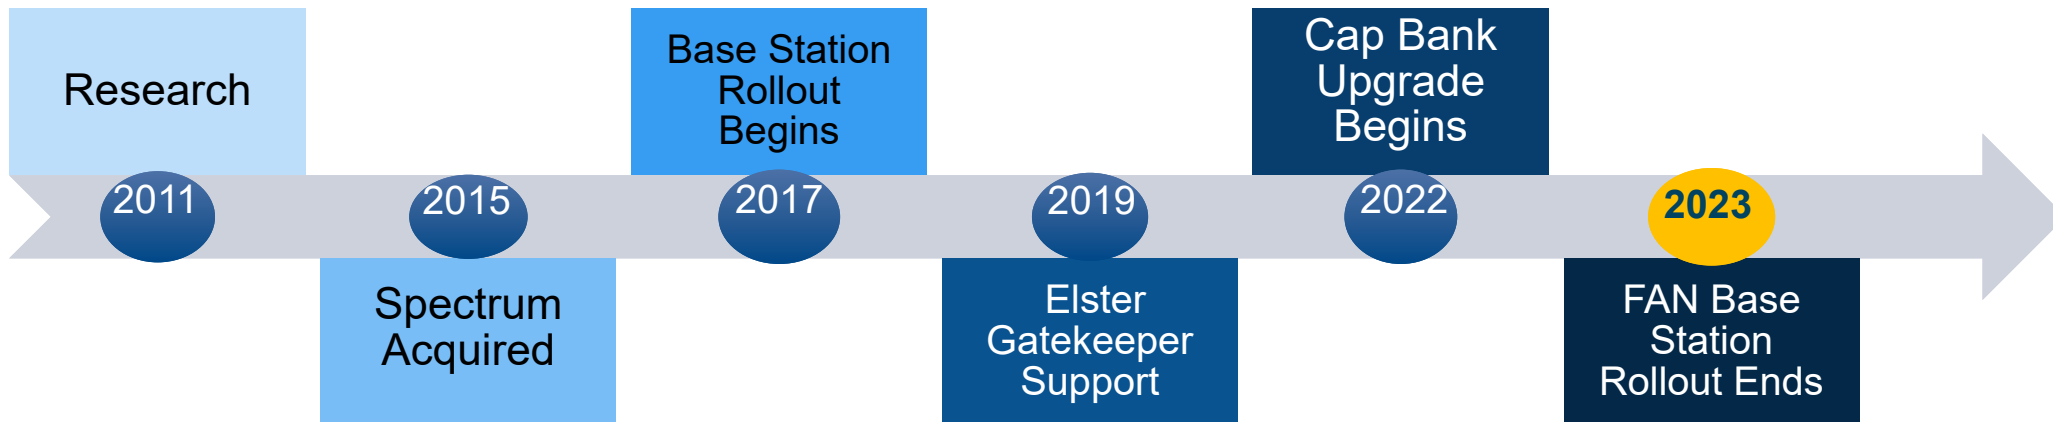 Research
2011
2015
Spectrum
Acquired
Base Station
Rollout
Begins
2017
2019
Elster
Gatekeeper
Support
Cap Bank
Upgrade
Begins
2022
2023
FAN Base
Station
Rollout Ends